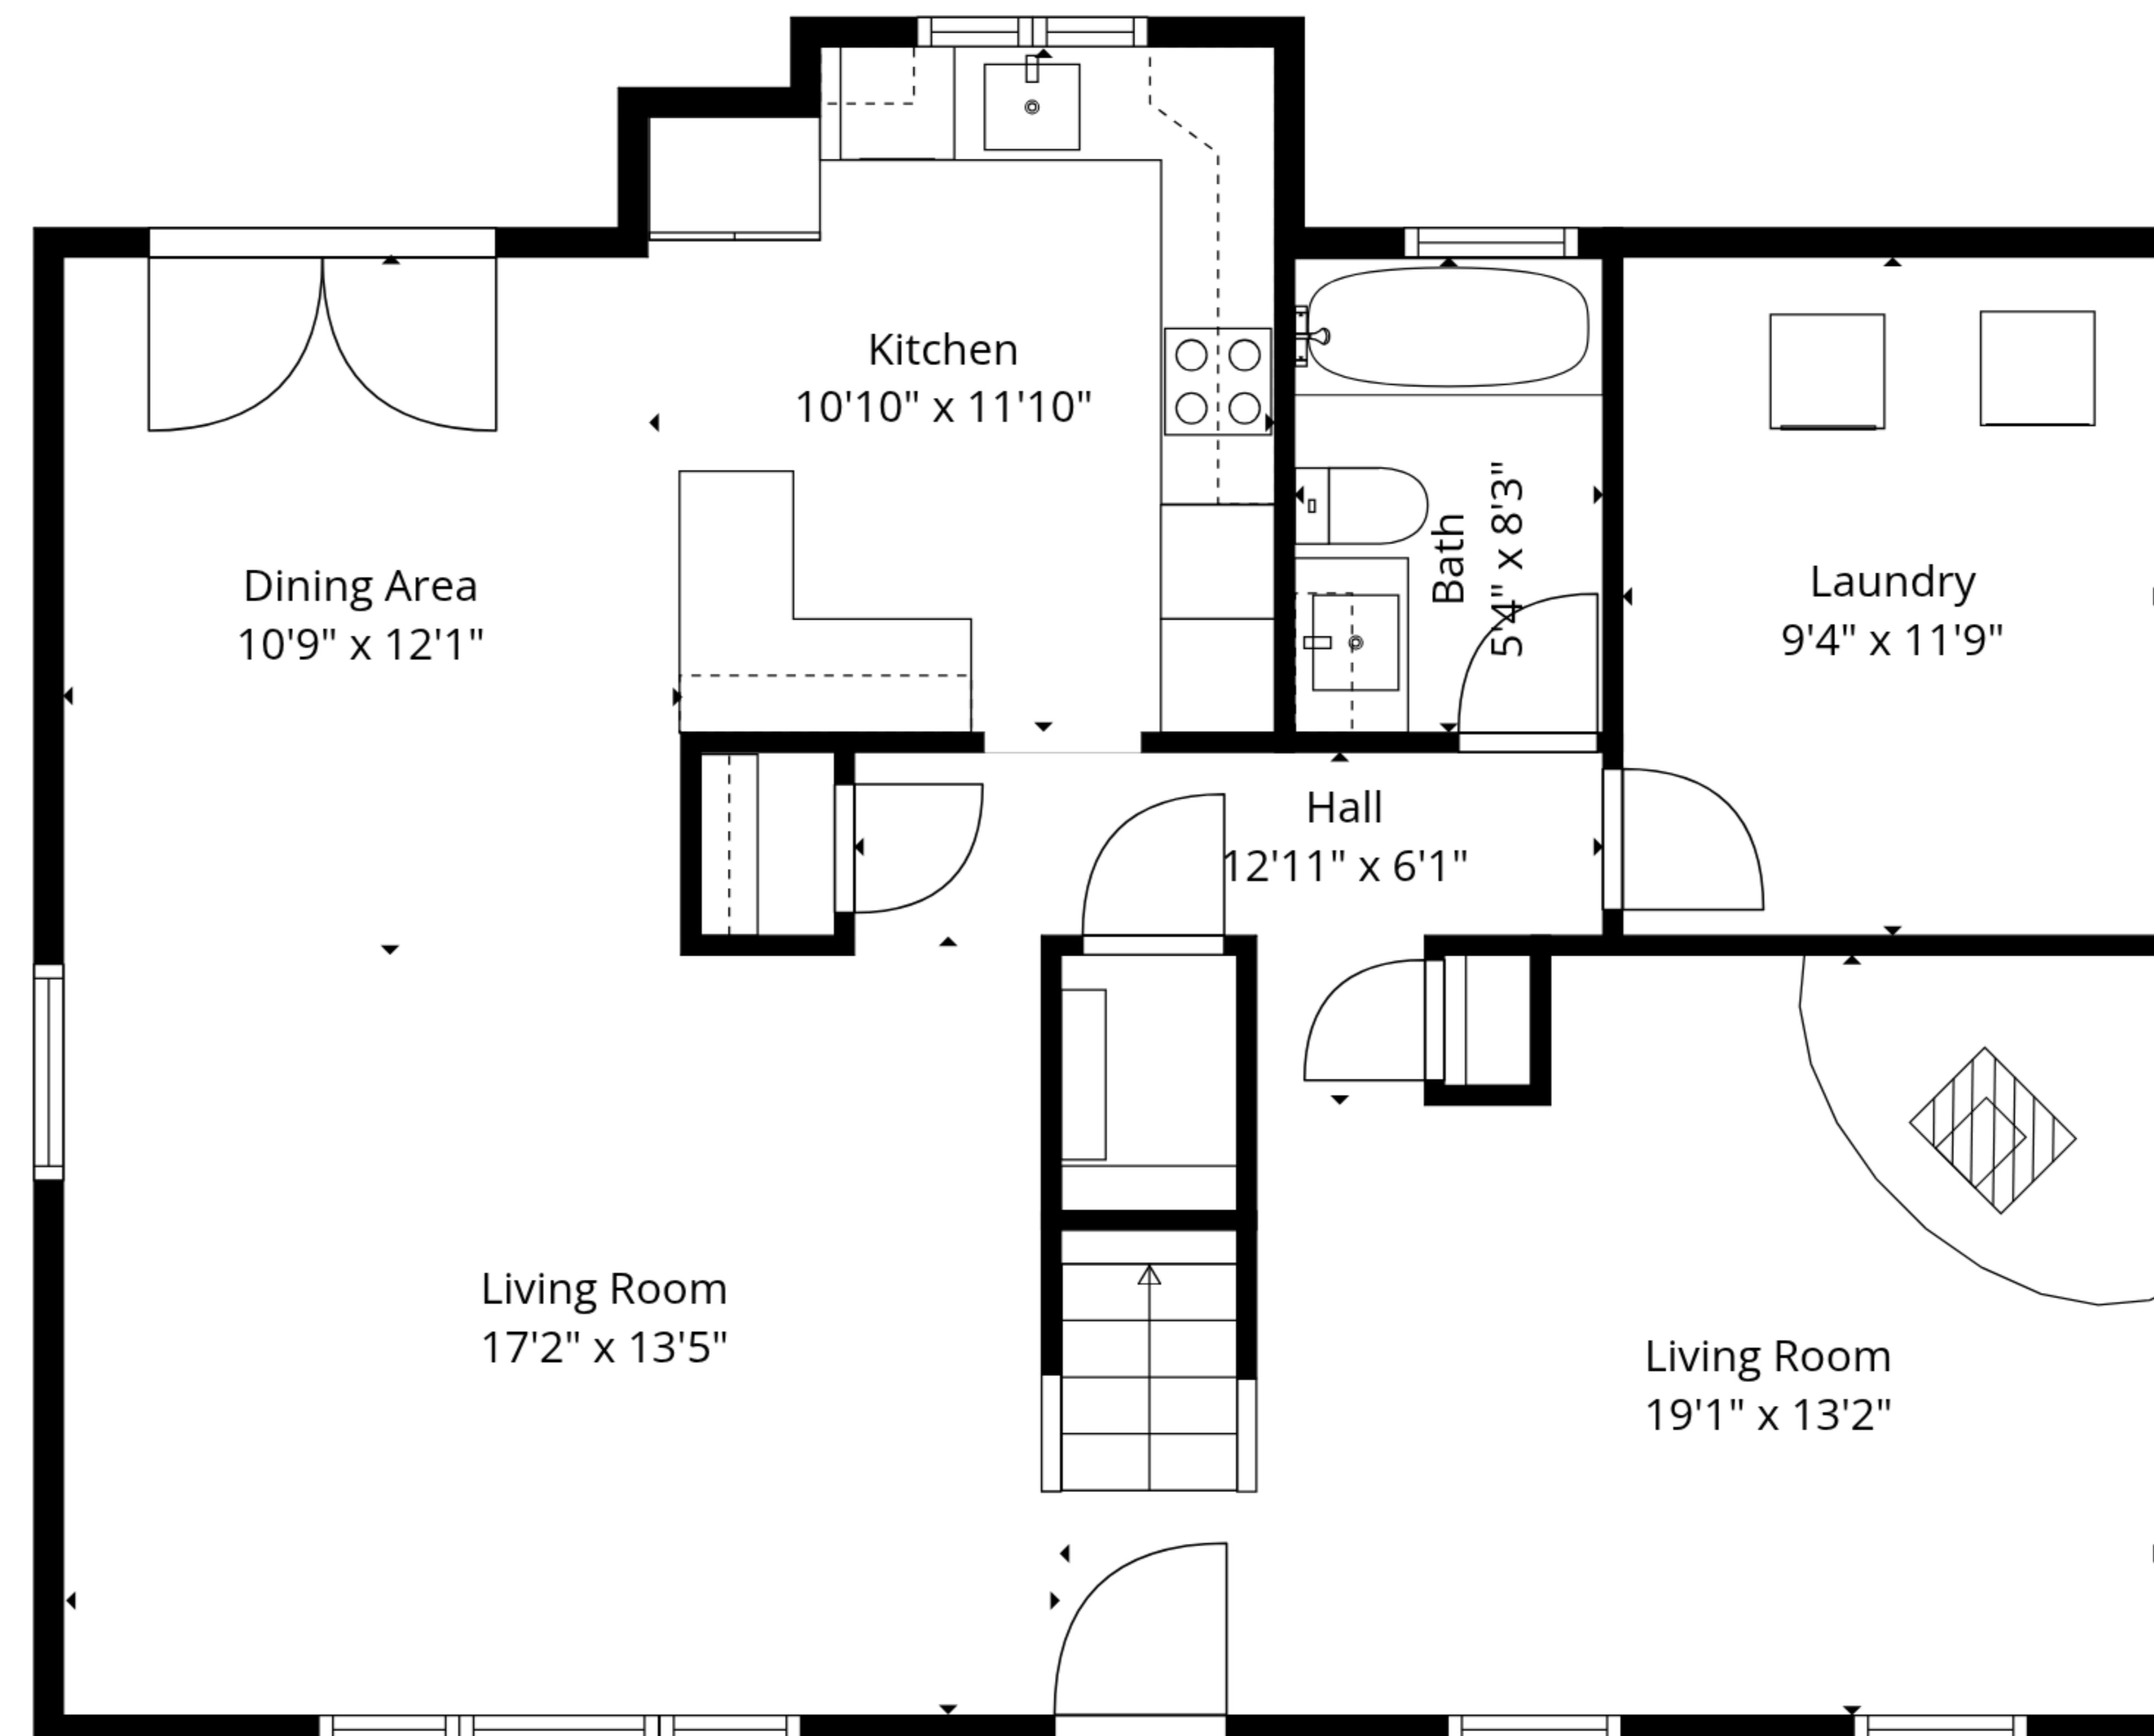 Kitchen
10'10" x 11'10"
Dining Area
10'9" x 12'1"
Bath
5'4" x 8'3"
Laundry
9'4" x 11'9"
Hall
12'11" x 6'1"
Living Room
17'2" x 13'5"
Living Room
19'1" x 13'2"